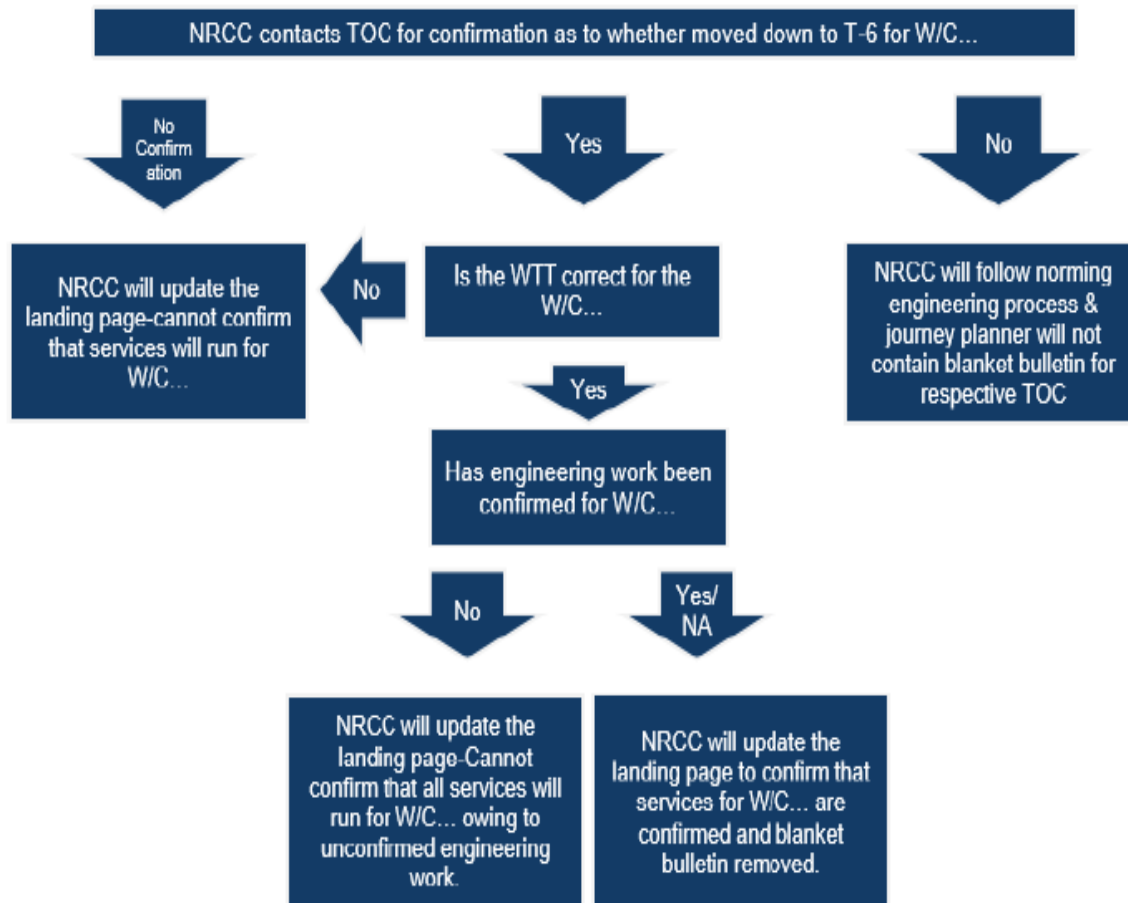 NRCC contacts TOC for confirmation as to whether moved down to T-6 for W/C...
No
Confirm
ation
Yes
No
NRCC will update the
landing page-cannot confirm
that services will run for
W/C...
No
Is the WTT correct for the
W/C...
NRCC will follow norming
engineering process &
journey planner will not
contain blanket bulletin for
respective TOC
Yes
Has engineering work been
confirmed for W/C...
No
Yes/
NA
NRCC will update the
landing page-Cannot
confirm that all services will
run for W/C... owing to
unconfirmed engineering
work.
NRCC will update the
landing page to confirm that
services for W/C... are
confirmed and blanket
bulletin removed.